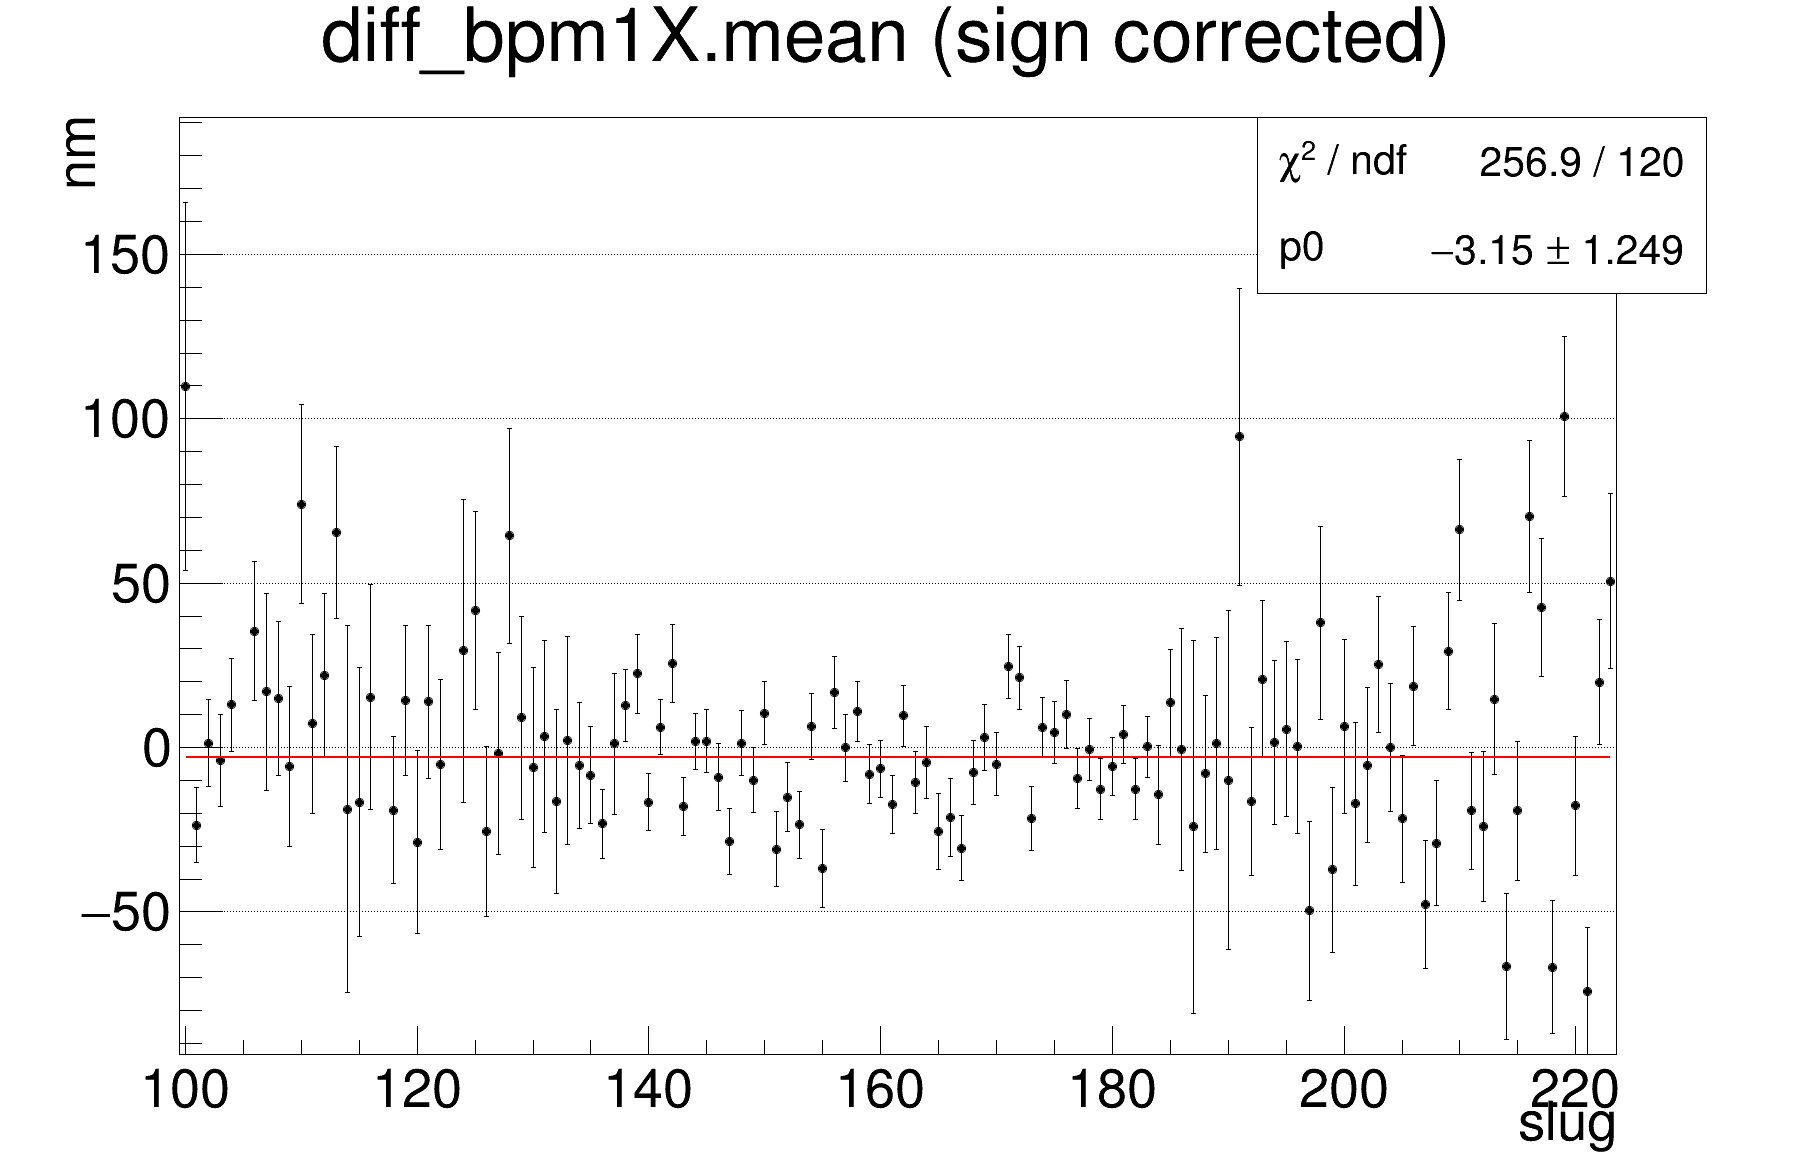 diff_bpm1X.mean (sign corrected)
nm
χ² / ndf 256.9 / 120
p0 −3.15 ± 1.249
150
100
50
0
−50
100 120 140 160 180 200 220
slug